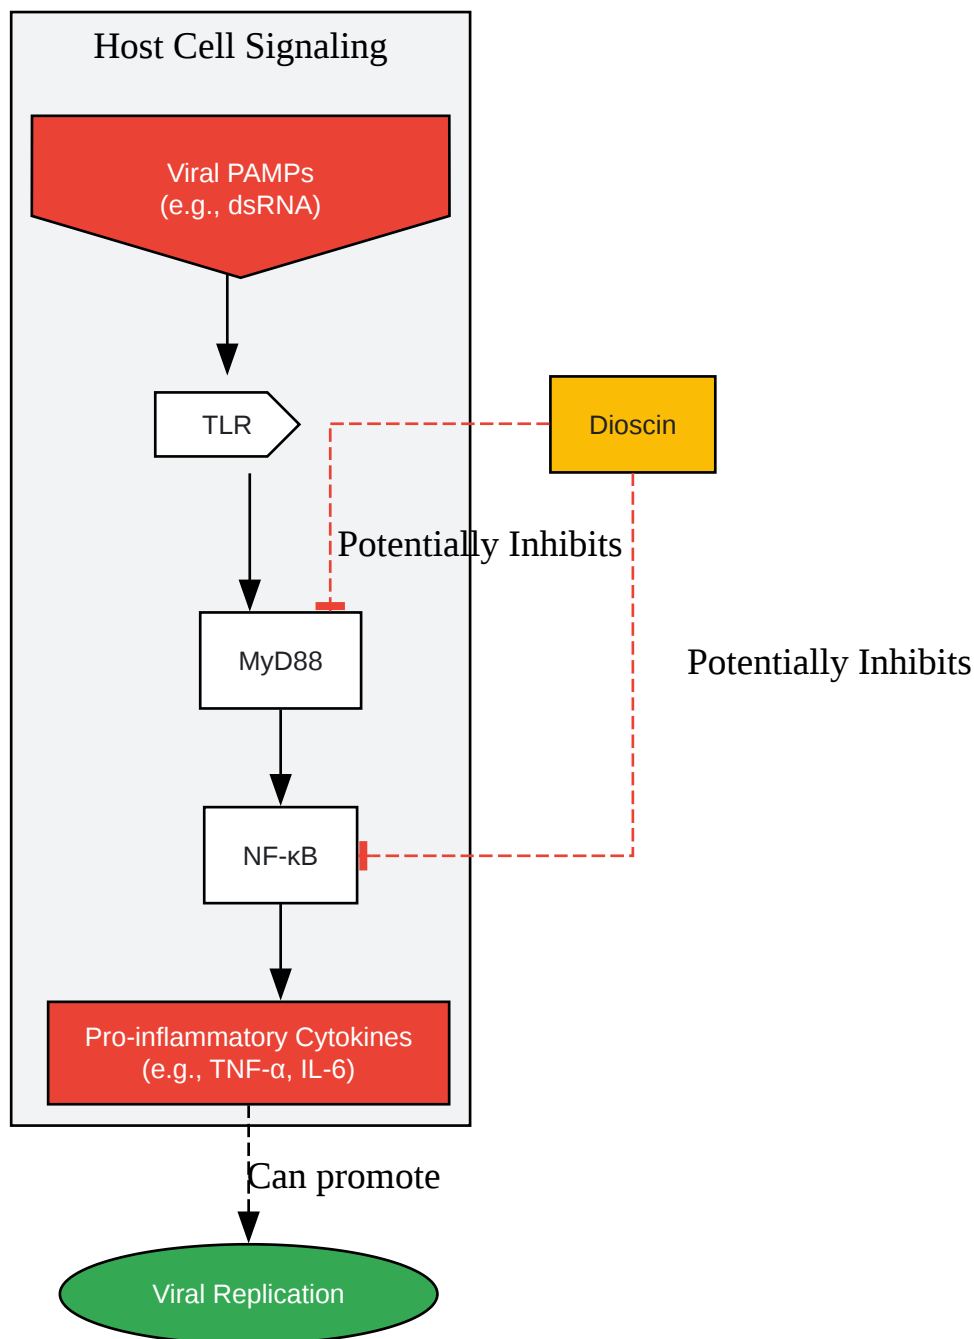 Host Cell Signaling
Viral PAMPs
(e.g., dsRNA)
TLR
Dioscin
Potentially Inhibits
MyD88
Potentially Inhibits
NF-κB
Pro-inflammatory Cytokines
(e.g., TNF-α, IL-6)
Can promote
Viral Replication